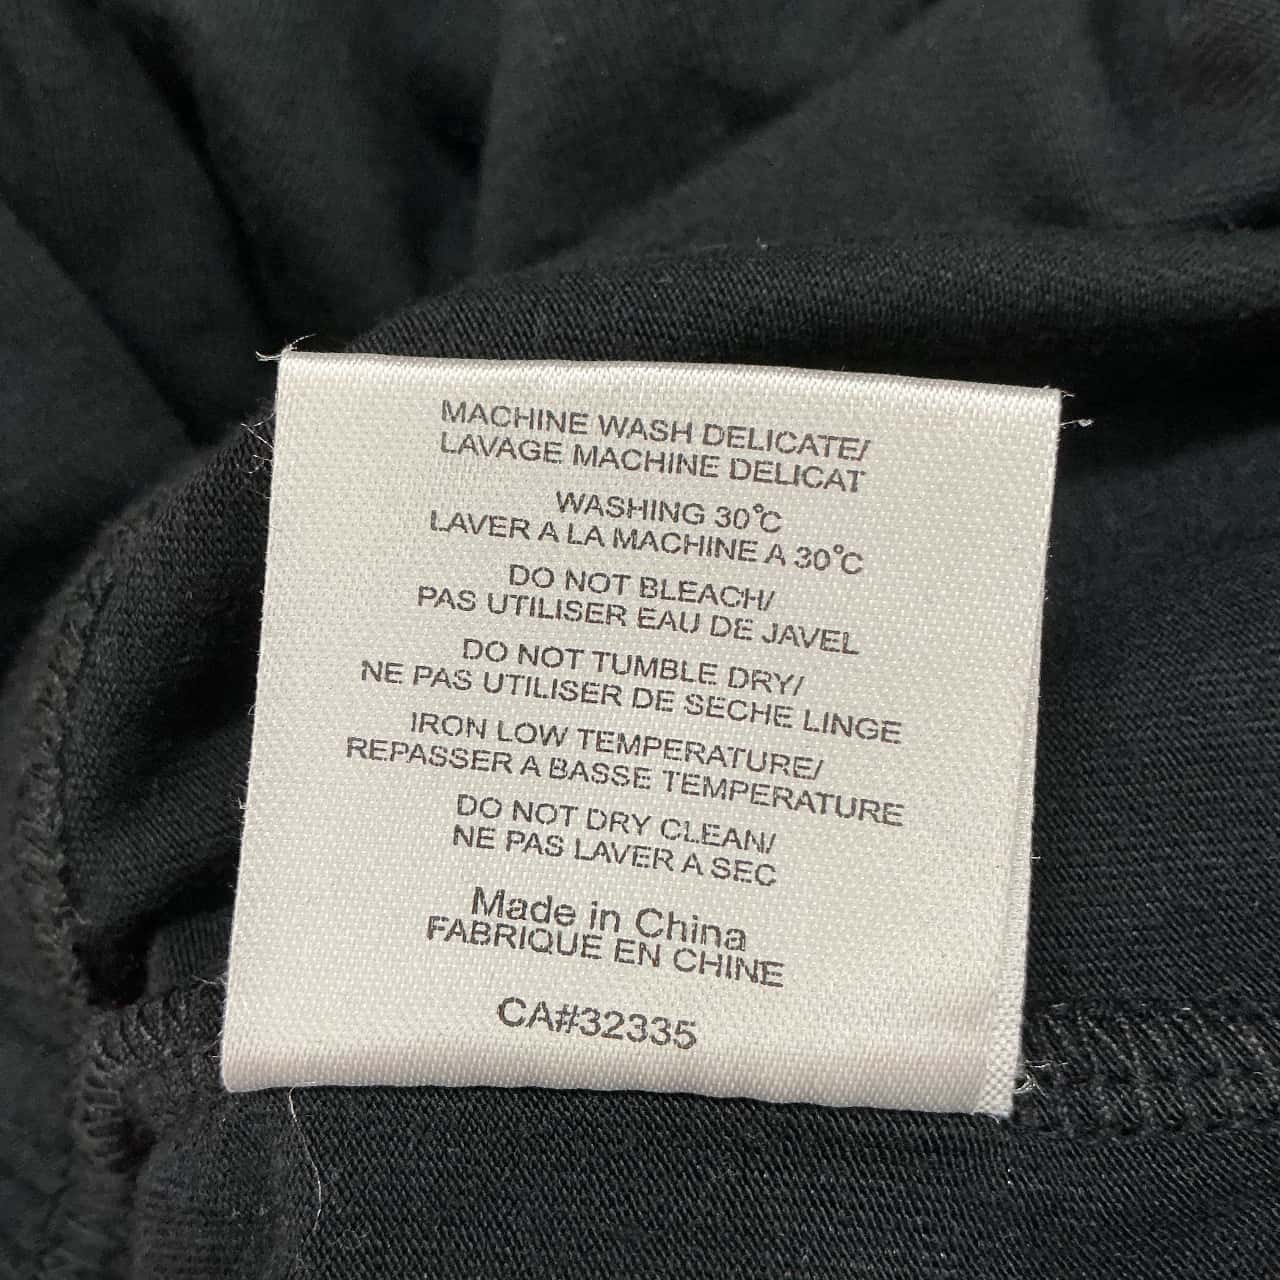 MACHINE WASH DELICATE/
LAVAGE MACHINE DELICAT
WASHING 30°C
LAVER A LA MACHINE A 30°C
DO NOT BLEACH/
PAS UTILISER EAU DE JAVEL
DO NOT TUMBLE DRY/
NE PAS UTILISER DE SECHE LINGE
IRON LOW TEMPERATURE/
REPASSER A BASSE TEMPERATURE
DO NOT DRY CLEAN/
NE PAS LAVER A SEC
Made in China
FABRIQUE EN CHINE
CA#32335